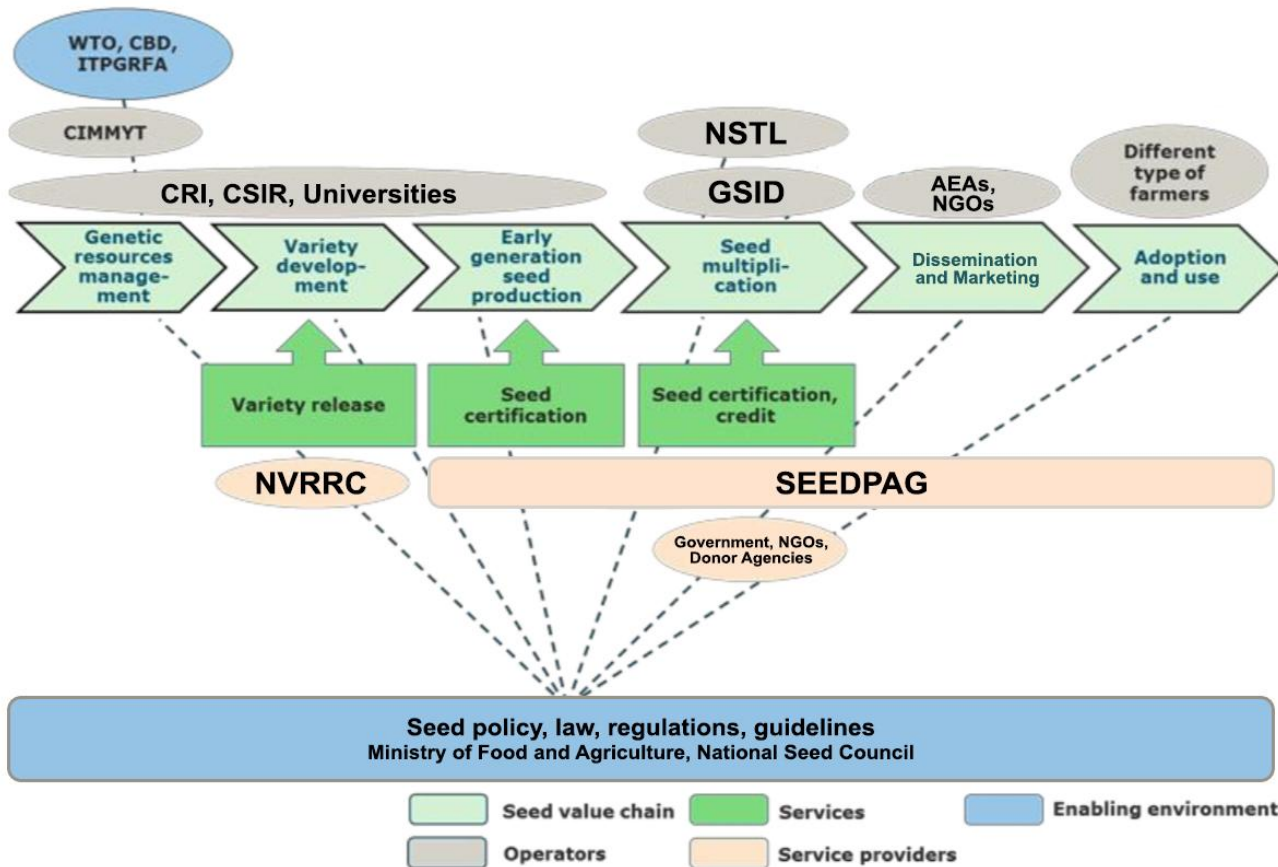 WTO, CBD,
ITPGRFA
CIMMYT
NSTL
CRI, CSIR, Universities
GSID
AEAs,
NGOs
Different
type of
farmers
Genetic
resources
manage-
ment
Variety
develop-
ment
Early
generation
seed
production
Seed
multipli-
cation
Dissemination
and Marketing
Adoption
and use
Variety release
Seed
certification
Seed certification,
credit
NVRRC
SEEDPAG
Government, NGOs,
Donor Agencies
Seed policy, law, regulations, guidelines
Ministry of Food and Agriculture, National Seed Council
Seed value chain
Services
Enabling environment
Operators
Service providers